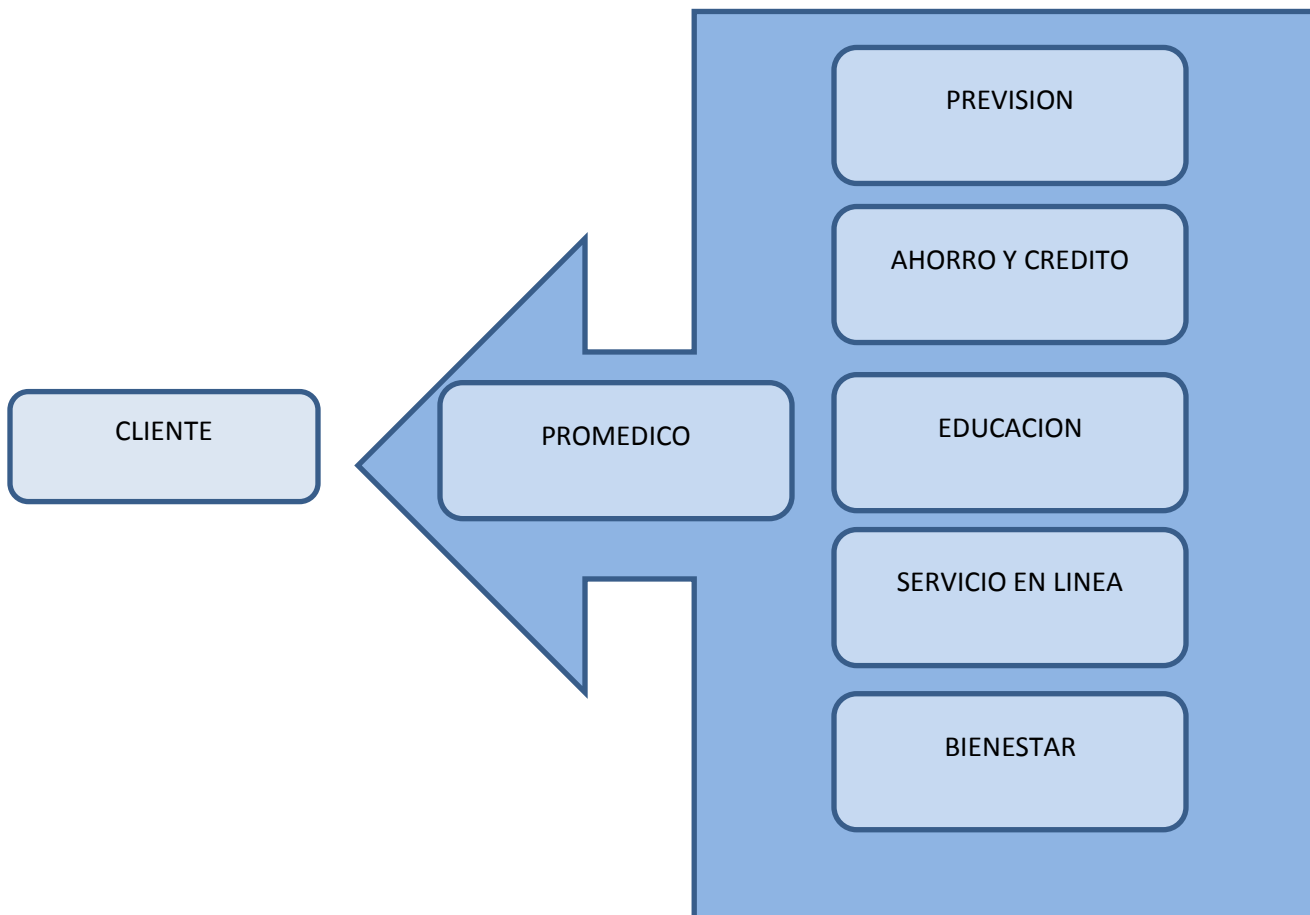 PREVISION
AHORRO Y CREDITO
CLIENTE
PROMEDICO
EDUCACION
SERVICIO EN LINEA
BIENESTAR